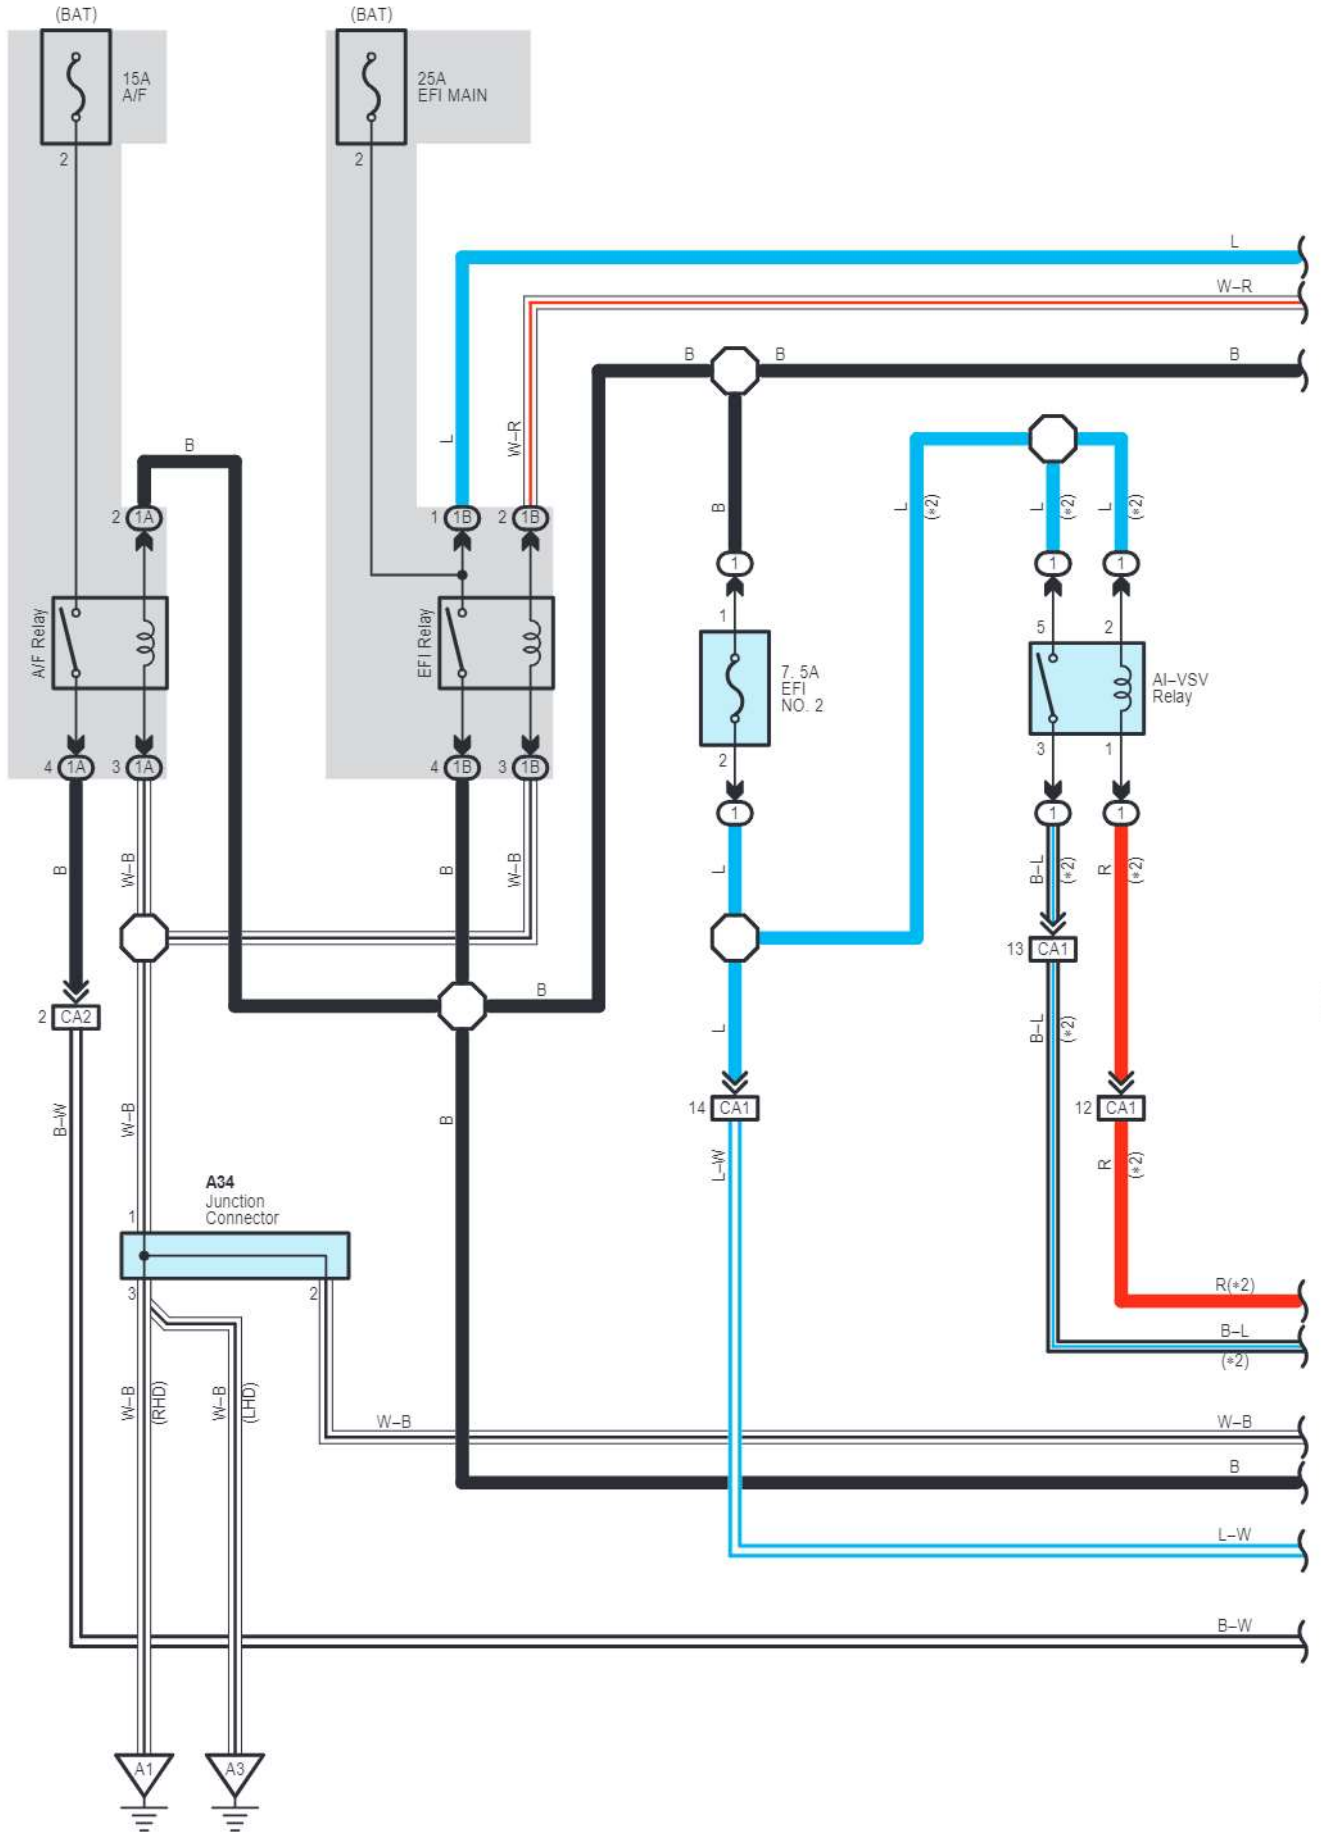 (BAT)
(BAT)
15A
A/F
25A
EFI MAIN
2
2
L
W–R
B
B
B
B
L
W–R
B
L
(*2)
L
(*2)
L
(*2)
2
1A
1
1B
2
1B
1
1
1
A/F Relay
EFI Relay
1
5
2
7. 5A
EFI
NO. 2
AI–VSV
Relay
2
3
1
4
1A
3
1A
4
1B
3
1B
1
1
1
B
W–B
B
W–B
L
B–L
(*2)
R
(*2)
13
CA1
B
2
CA2
L
B–L
(*2)
B–W
W–B
B
14
CA1
12
CA1
L–W
R
(*2)
A34
Junction
Connector
1
3
2
R(*2)
B–L
(*2)
W–B
(RHD)
W–B
(LHD)
W–B
W–B
B
L–W
B–W
A1
A3